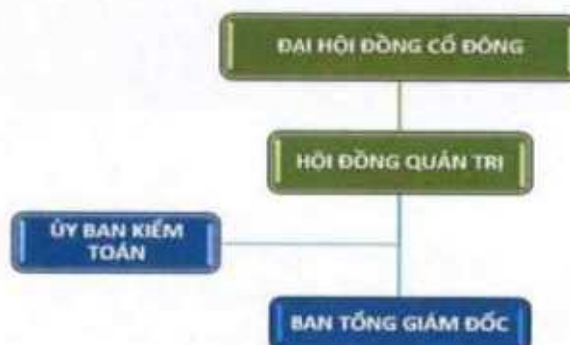 ĐẠI HỘI ĐỒNG CỔ ĐÔNG
HỘI ĐỒNG QUẢN TRỊ
ỦY BAN KIỂM
TOÁN
BAN TỔNG GIÁM ĐỐC